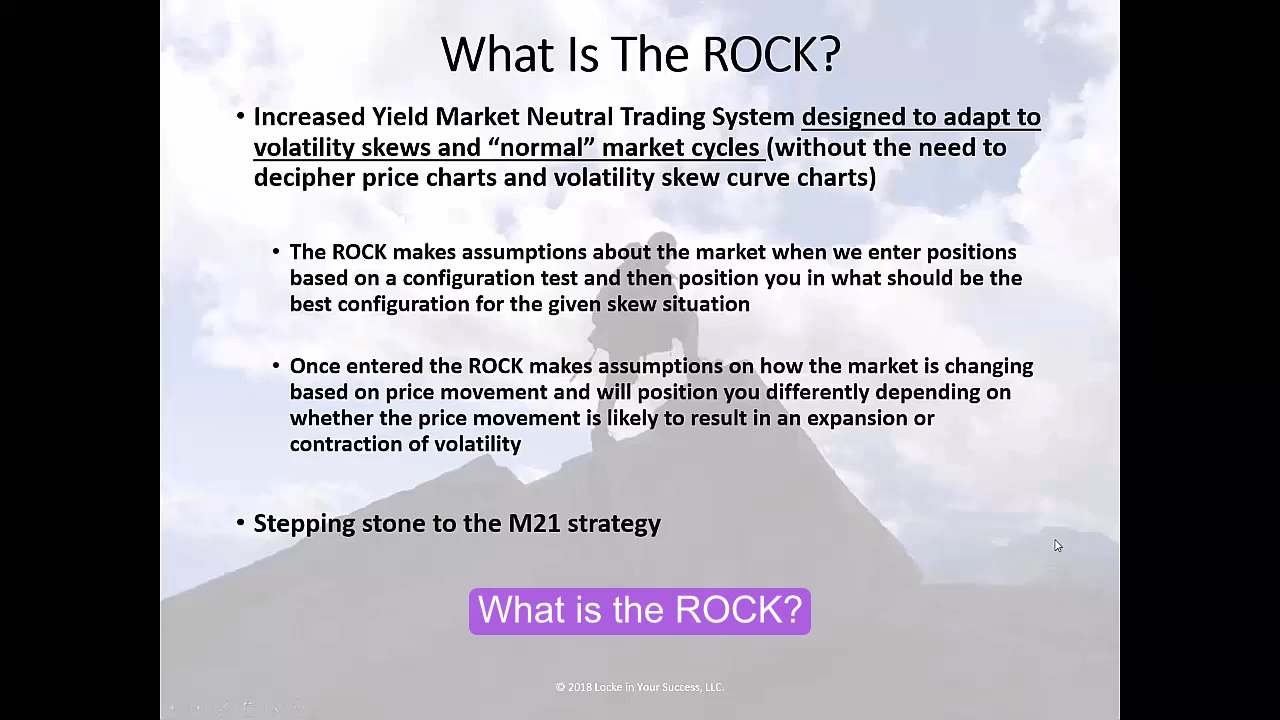 What Is The ROCK?
• Increased Yield Market Neutral Trading System designed to adapt to
volatility skews and “normal” market cycles (without the need to
decipher price charts and volatility skew curve charts)
• The ROCK makes assumptions about the market when we enter positions
based on a configuration test and then position you in what should be the
best configuration for the given skew situation
• Once entered the ROCK makes assumptions on how the market is changing
based on price movement and will position you differently depending on
whether the price movement is likely to result in an expansion or
contraction of volatility
• Stepping stone to the M21 strategy
What is the ROCK?
© 2018 Locke in Your Success, LLC.